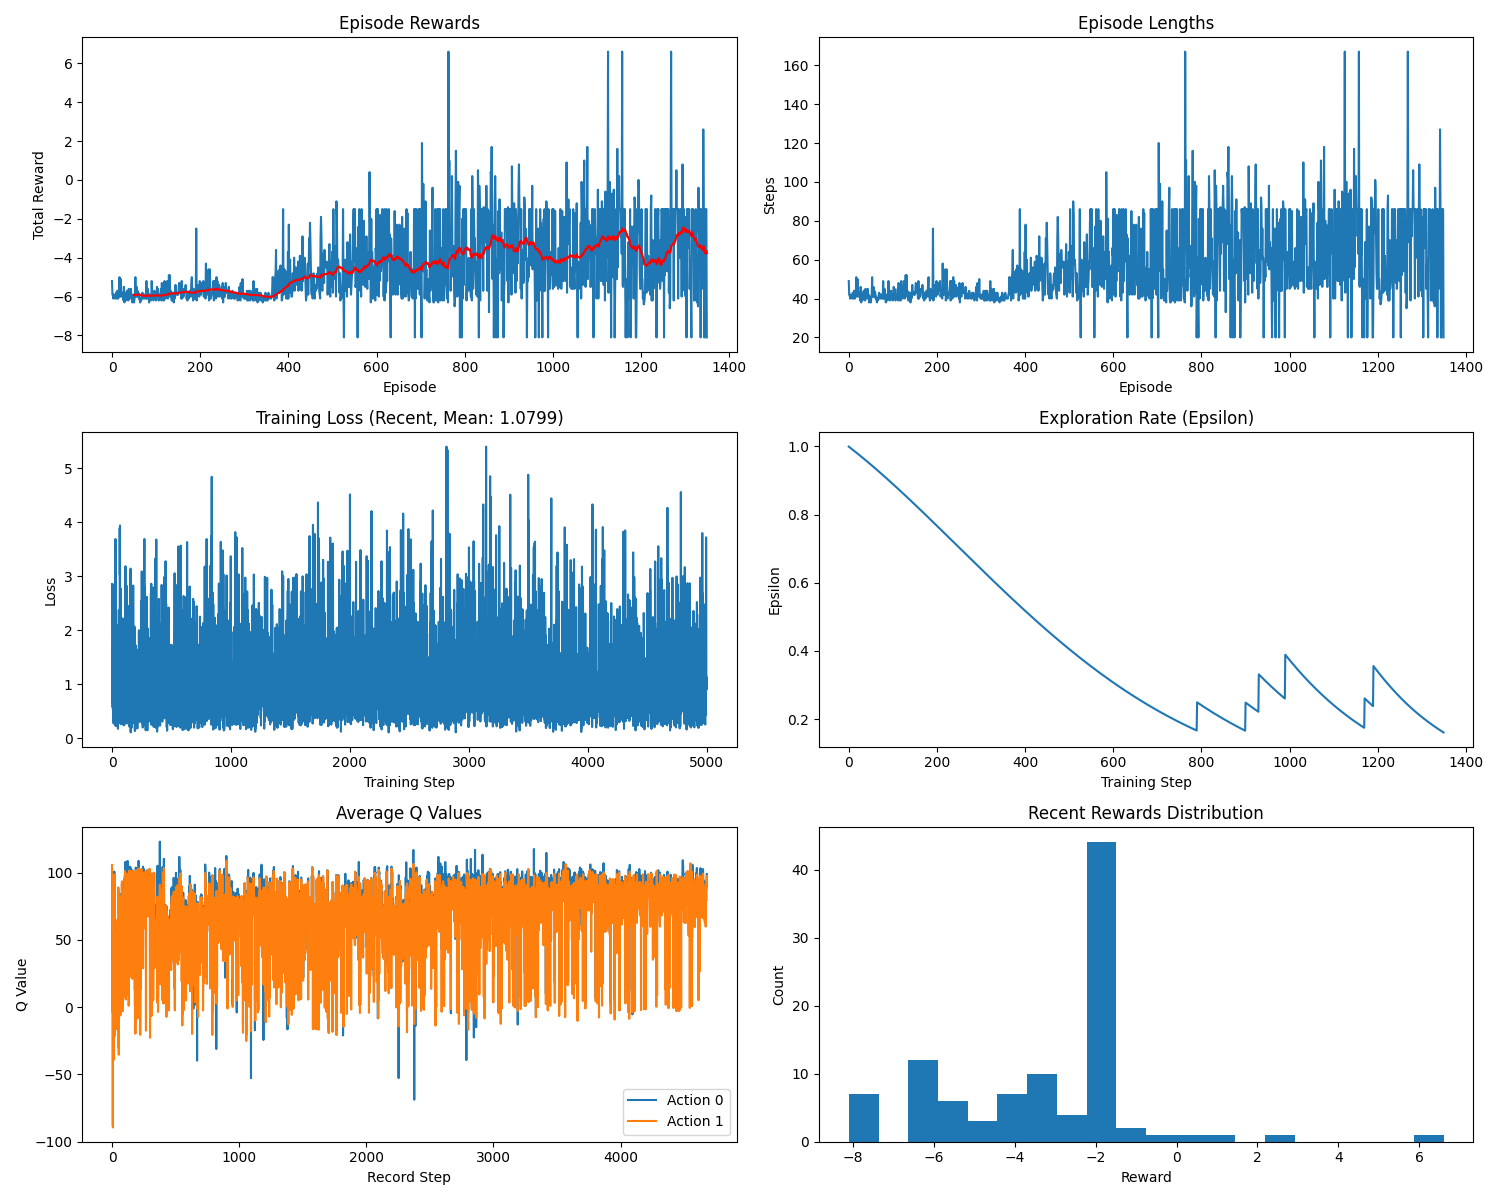 Episode Rewards
Total Reward
6
4
2
0
−2
−4
−6
−8
0 200 400 600 800 1000 1200 1400
Episode
Episode Lengths
Steps
160
140
120
100
80
60
40
20
0 200 400 600 800 1000 1200 1400
Episode
Training Loss (Recent, Mean: 1.0799)
Loss
5
4
3
2
1
0
0 1000 2000 3000 4000 5000
Training Step
Exploration Rate (Epsilon)
Epsilon
1.0
0.8
0.6
0.4
0.2
0 200 400 600 800 1000 1200 1400
Training Step
Average Q Values
Q Value
100
50
0
−50
−100
Action 0
Action 1
0 1000 2000 3000 4000
Record Step
Recent Rewards Distribution
Count
40
30
20
10
0
−8 −6 −4 −2 0 2 4 6
Reward